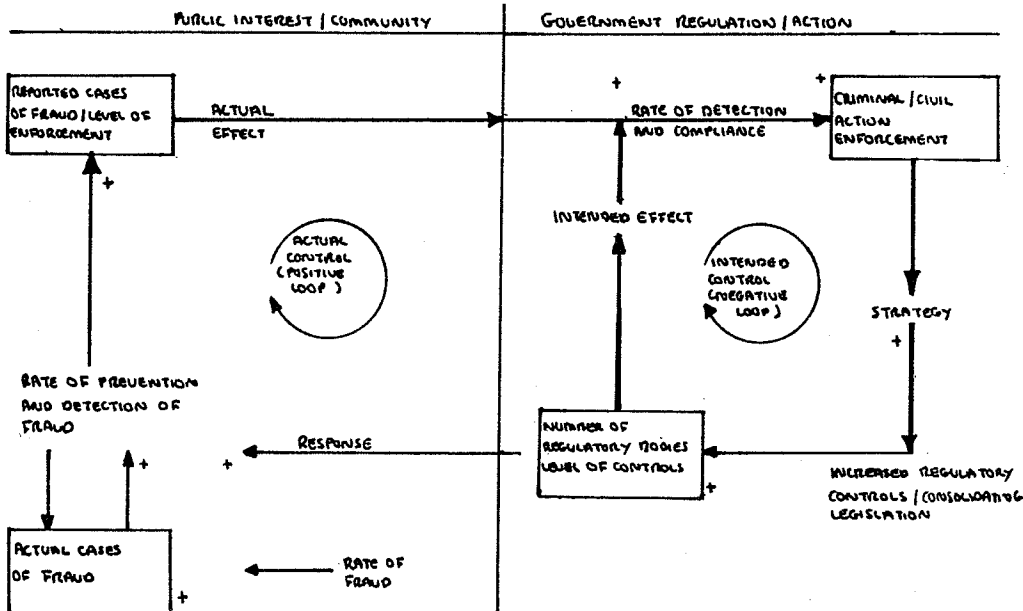 PUBLIC INTEREST / COMMUNITY
GOVERNMENT REGULATION / ACTION
REPORTED CASES
OF FRAUD / LEVEL OF
ENFORCEMENT
+
ACTUAL
EFFECT
+
RATE OF DETECTION
AND COMPLIANCE
+
CRIMINAL / CIVIL
ACTION
ENFORCEMENT
ACTUAL
CONTROL
(POSITIVE
LOOP)
INTENDED EFFECT
INTENDED
CONTROL
(NEGATIVE
LOOP)
STRATEGY
+
RATE OF PREVENTION
AND DETECTION OF
FRAUD
+
+
RESPONSE
NUMBER OF
REGULATORY BODIES
LEVEL OF CONTROLS
+
INCREASED REGULATORY
CONTROLS / CONSOLIDATING
LEGISLATION
ACTUAL CASES
OF FRAUD
+
RATE OF
FRAUD